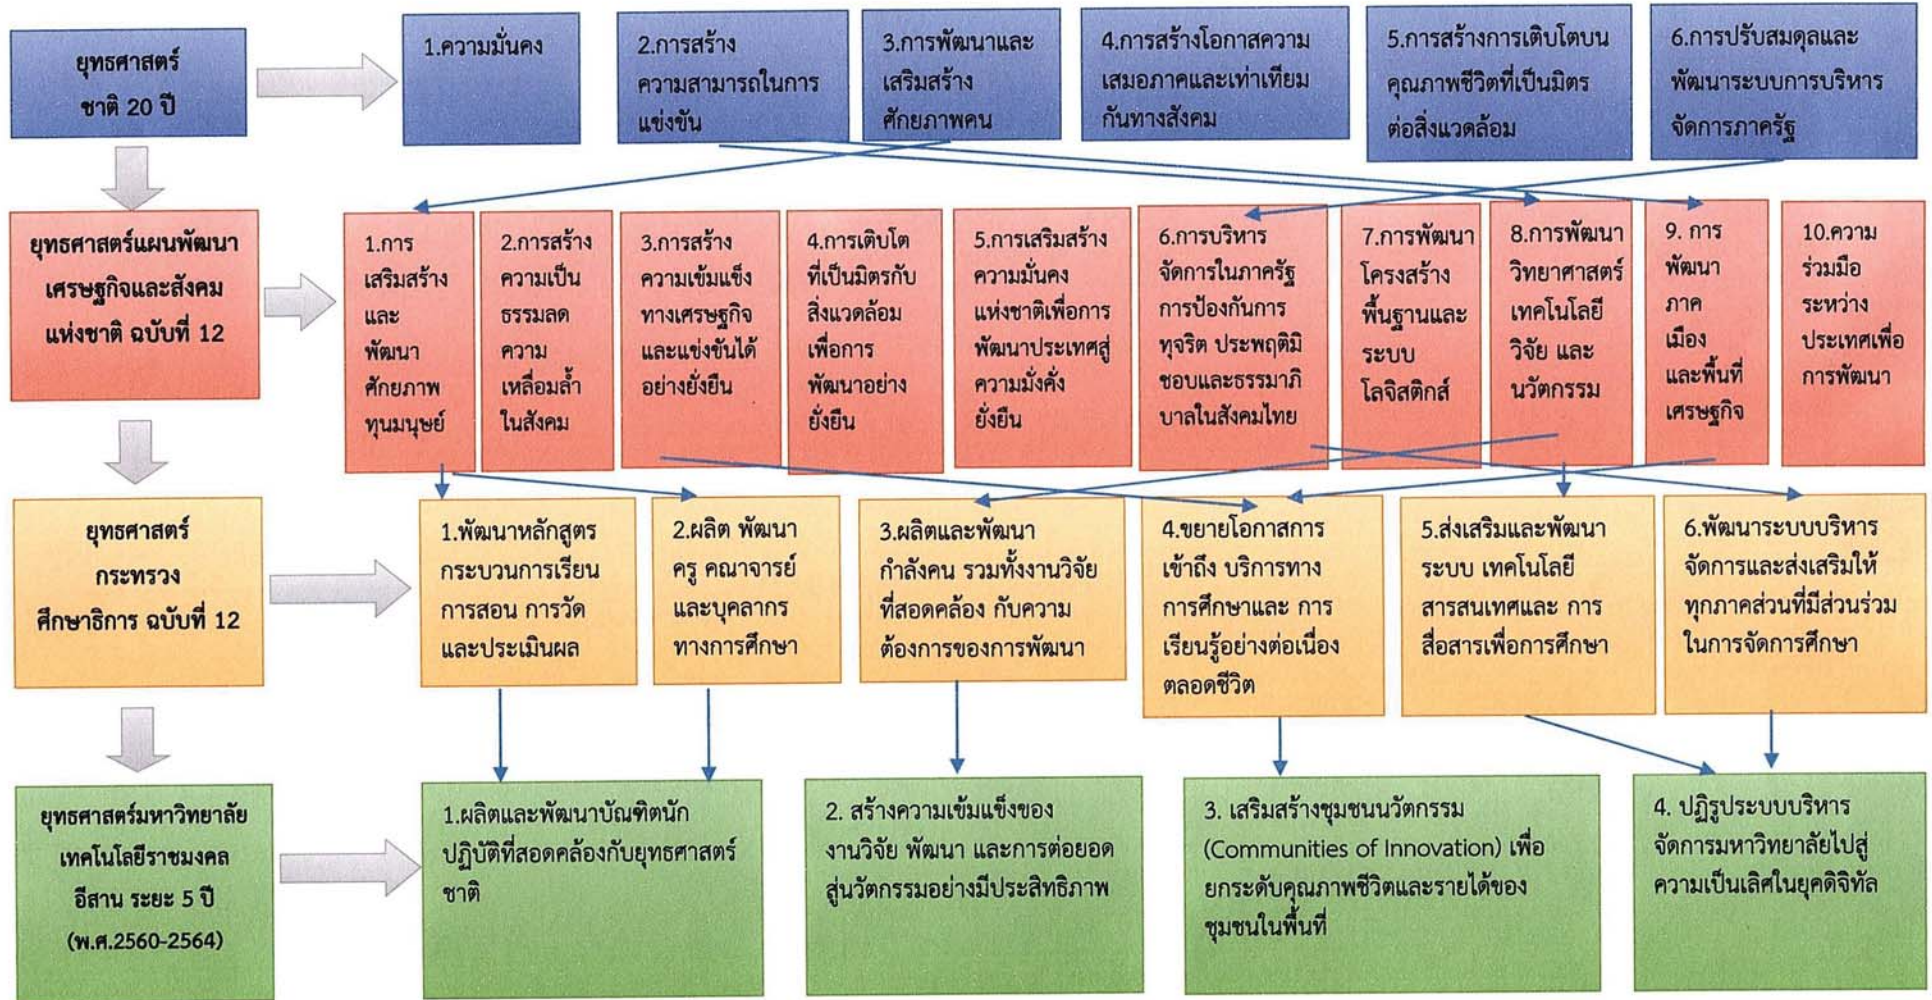 ยุทธศาสตร์
ชาติ 20 ปี
1.ความมั่นคง
2.การสร้าง
ความสามารถในการ
แข่งขัน
3.การพัฒนาและ
เสริมสร้าง
ศักยภาพคน
4.การสร้างโอกาสความ
เสมอภาคและเท่าเทียม
กันทางสังคม
5.การสร้างการเติบโตบน
คุณภาพชีวิตที่เป็นมิตร
ต่อสิ่งแวดล้อม
6.การปรับสมดุลและ
พัฒนาระบบการบริหาร
จัดการภาครัฐ
ยุทธศาสตร์แผนพัฒนา
เศรษฐกิจและสังคม
แห่งชาติ ฉบับที่ 12
1.การ
เสริมสร้าง
และ
พัฒนา
ศักยภาพ
ทุนมนุษย์
2.การสร้าง
ความเป็น
ธรรมลด
ความ
เหลื่อมล้ำ
ในสังคม
3.การสร้าง
ความเข้มแข็ง
ทางเศรษฐกิจ
และแข่งขันได้
อย่างยั่งยืน
4.การเติบโต
ที่เป็นมิตรกับ
สิ่งแวดล้อม
เพื่อการ
พัฒนาอย่าง
ยั่งยืน
5.การเสริมสร้าง
ความมั่นคง
แห่งชาติเพื่อการ
พัฒนาประเทศสู่
ความมั่งคั่ง
ยั่งยืน
6.การบริหาร
จัดการในภาครัฐ
การป้องกันการ
ทุจริต ประพฤติมิ
ชอบและธรรมาภิ
บาลในสังคมไทย
7.การพัฒนา
โครงสร้าง
พื้นฐานและ
ระบบ
โลจิสติกส์
8.การพัฒนา
วิทยาศาสตร์
เทคโนโลยี
วิจัย และ
นวัตกรรม
9. การ
พัฒนา
ภาค
เมือง
และพื้นที่
เศรษฐกิจ
10.ความ
ร่วมมือ
ระหว่าง
ประเทศเพื่อ
การพัฒนา
ยุทธศาสตร์
กระทรวง
ศึกษาธิการ ฉบับที่ 12
1.พัฒนาหลักสูตร
กระบวนการเรียน
การสอน การวัด
และประเมินผล
2.ผลิต พัฒนา
ครู คณาจารย์
และบุคลากร
ทางการศึกษา
3.ผลิตและพัฒนา
กำลังคน รวมทั้งงานวิจัย
ที่สอดคล้อง กับความ
ต้องการของการพัฒนา
4.ขยายโอกาสการ
เข้าถึง บริการทาง
การศึกษาและ การ
เรียนรู้อย่างต่อเนื่อง
ตลอดชีวิต
5.ส่งเสริมและพัฒนา
ระบบ เทคโนโลยี
สารสนเทศและ การ
สื่อสารเพื่อการศึกษา
6.พัฒนาระบบบริหาร
จัดการและส่งเสริมให้
ทุกภาคส่วนที่มีส่วนร่วม
ในการจัดการศึกษา
ยุทธศาสตร์มหาวิทยาลัย
เทคโนโลยีราชมงคล
อีสาน ระยะ 5 ปี
(พ.ศ.2560-2564)
1.ผลิตและพัฒนาบัณฑิตนัก
ปฏิบัติที่สอดคล้องกับยุทธศาสตร์
ชาติ
2. สร้างความเข้มแข็งของ
งานวิจัย พัฒนา และการต่อยอด
สู่นวัตกรรมอย่างมีประสิทธิภาพ
3. เสริมสร้างชุมชนนวัตกรรม
(Communities of Innovation) เพื่อ
ยกระดับคุณภาพชีวิตและรายได้ของ
ชุมชนในพื้นที่
4. ปฏิรูประบบบริหาร
จัดการมหาวิทยาลัยไปสู่
ความเป็นเลิศในยุคดิจิทัล